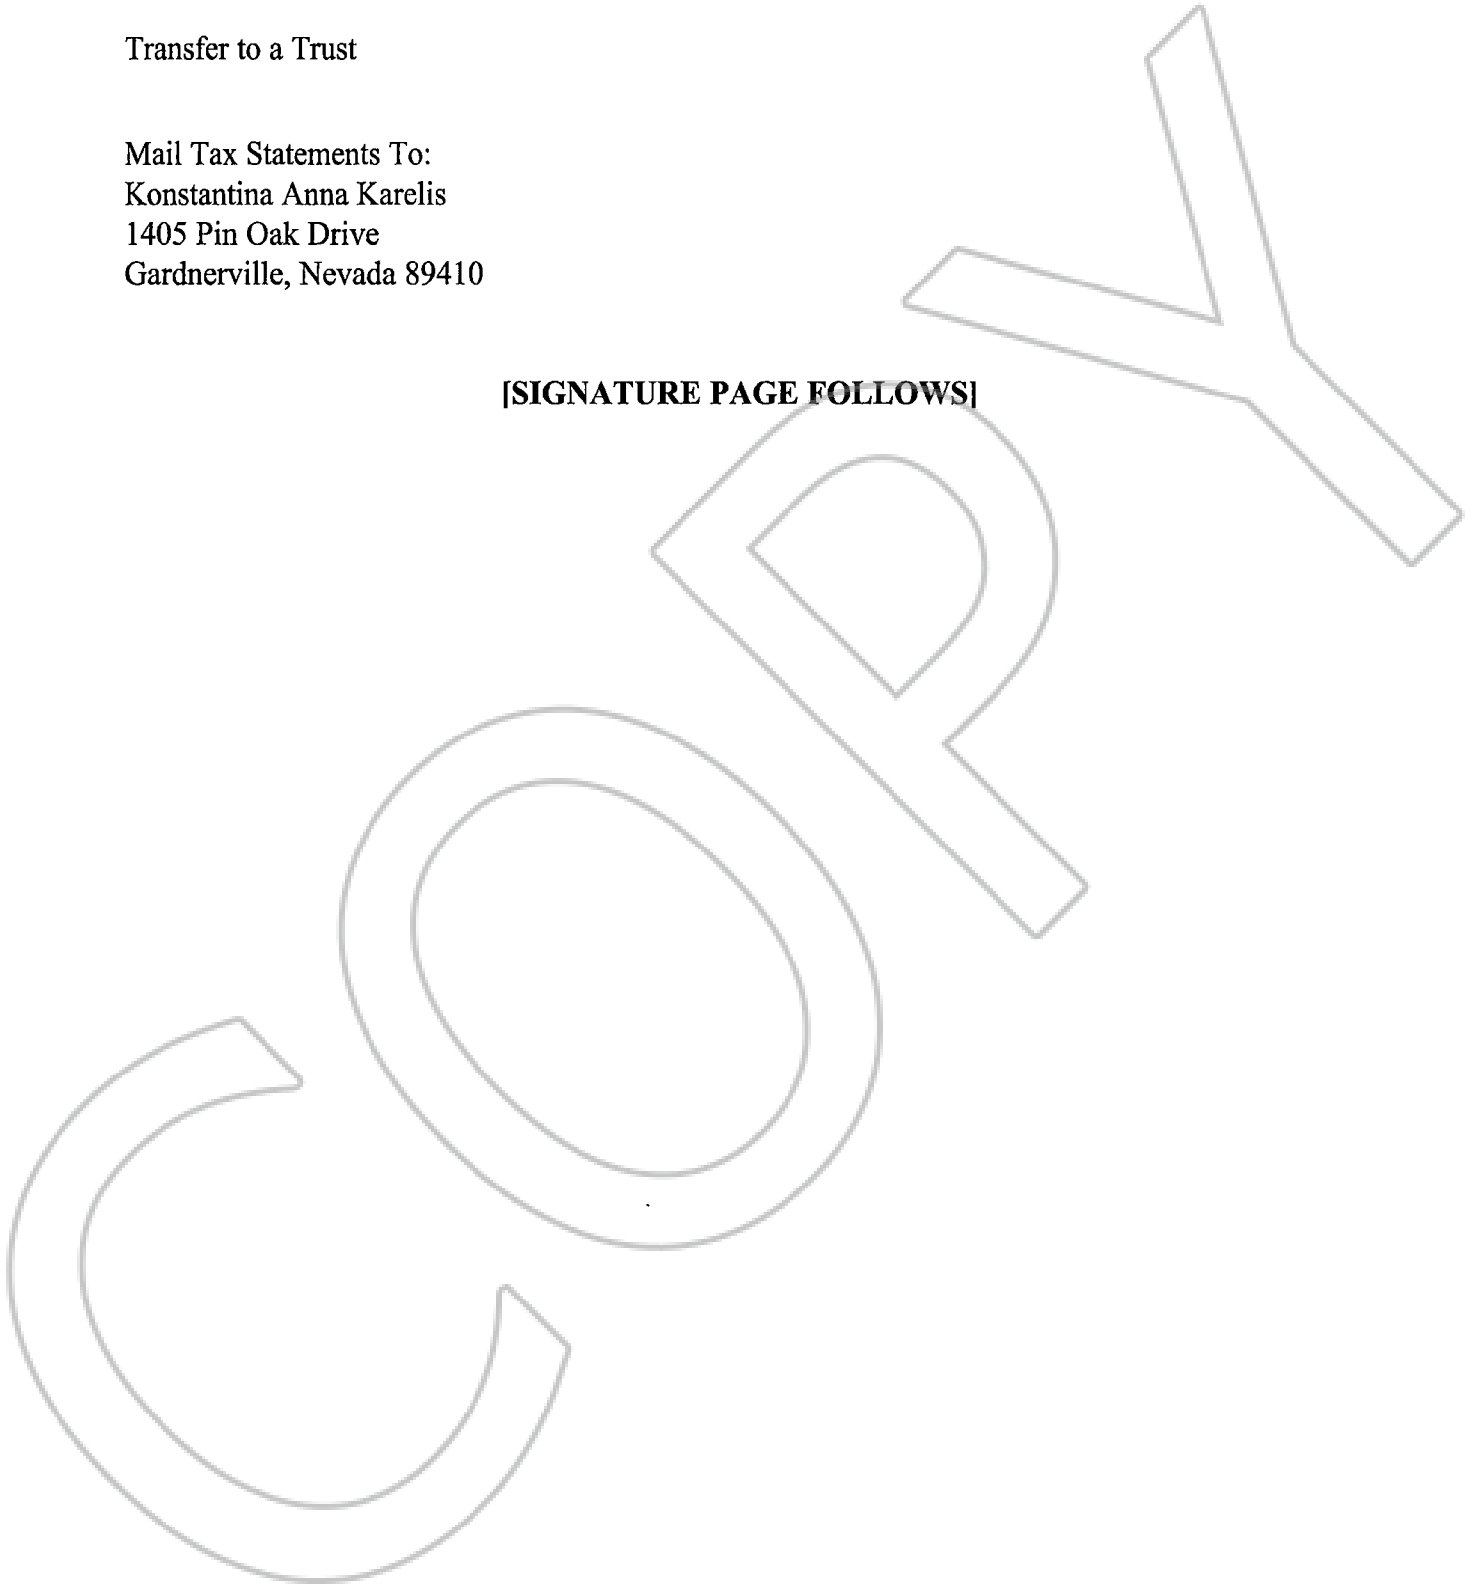 Transfer to a Trust
Mail Tax Statements To:
Konstantina Anna Karelis
1405 Pin Oak Drive
Gardnerville, Nevada 89410
[SIGNATURE PAGE FOLLOWS]
COPY